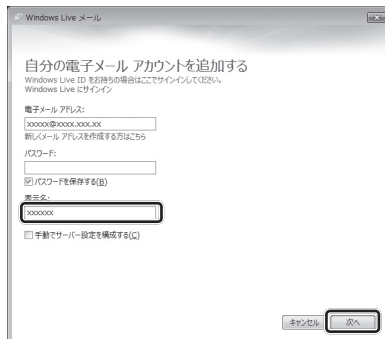 Windows Live メール
自分の電子メール アカウントを追加する
Windows Live ID をお持ちの場合はここでサインインしてください。
Windows Live にサインイン
電子メール アドレス:
xxxxx@xxxx.xxx.xx
新しくメール アドレスを作成する方はこちら
パスワード:
パスワードを保存する(B)
表示名:
xxxxxx
手動でサーバー設定を構成する(C)
キャンセル 次へ